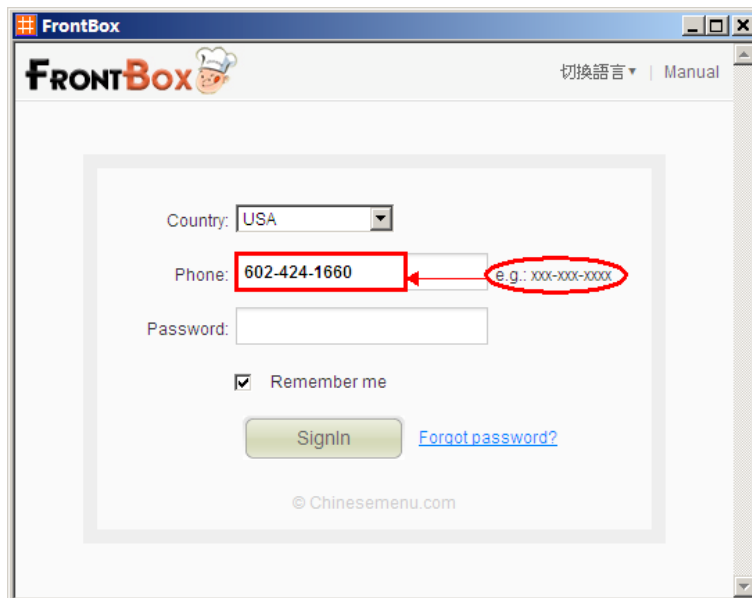 FrontBox
FRONTBOX
切換語言▼ | Manual
Country: USA
Phone: 602-424-1660 e.g.: xxx-xxx-xxxx
Password:
Remember me
SignIn Forgot password?
© Chinesemenu.com